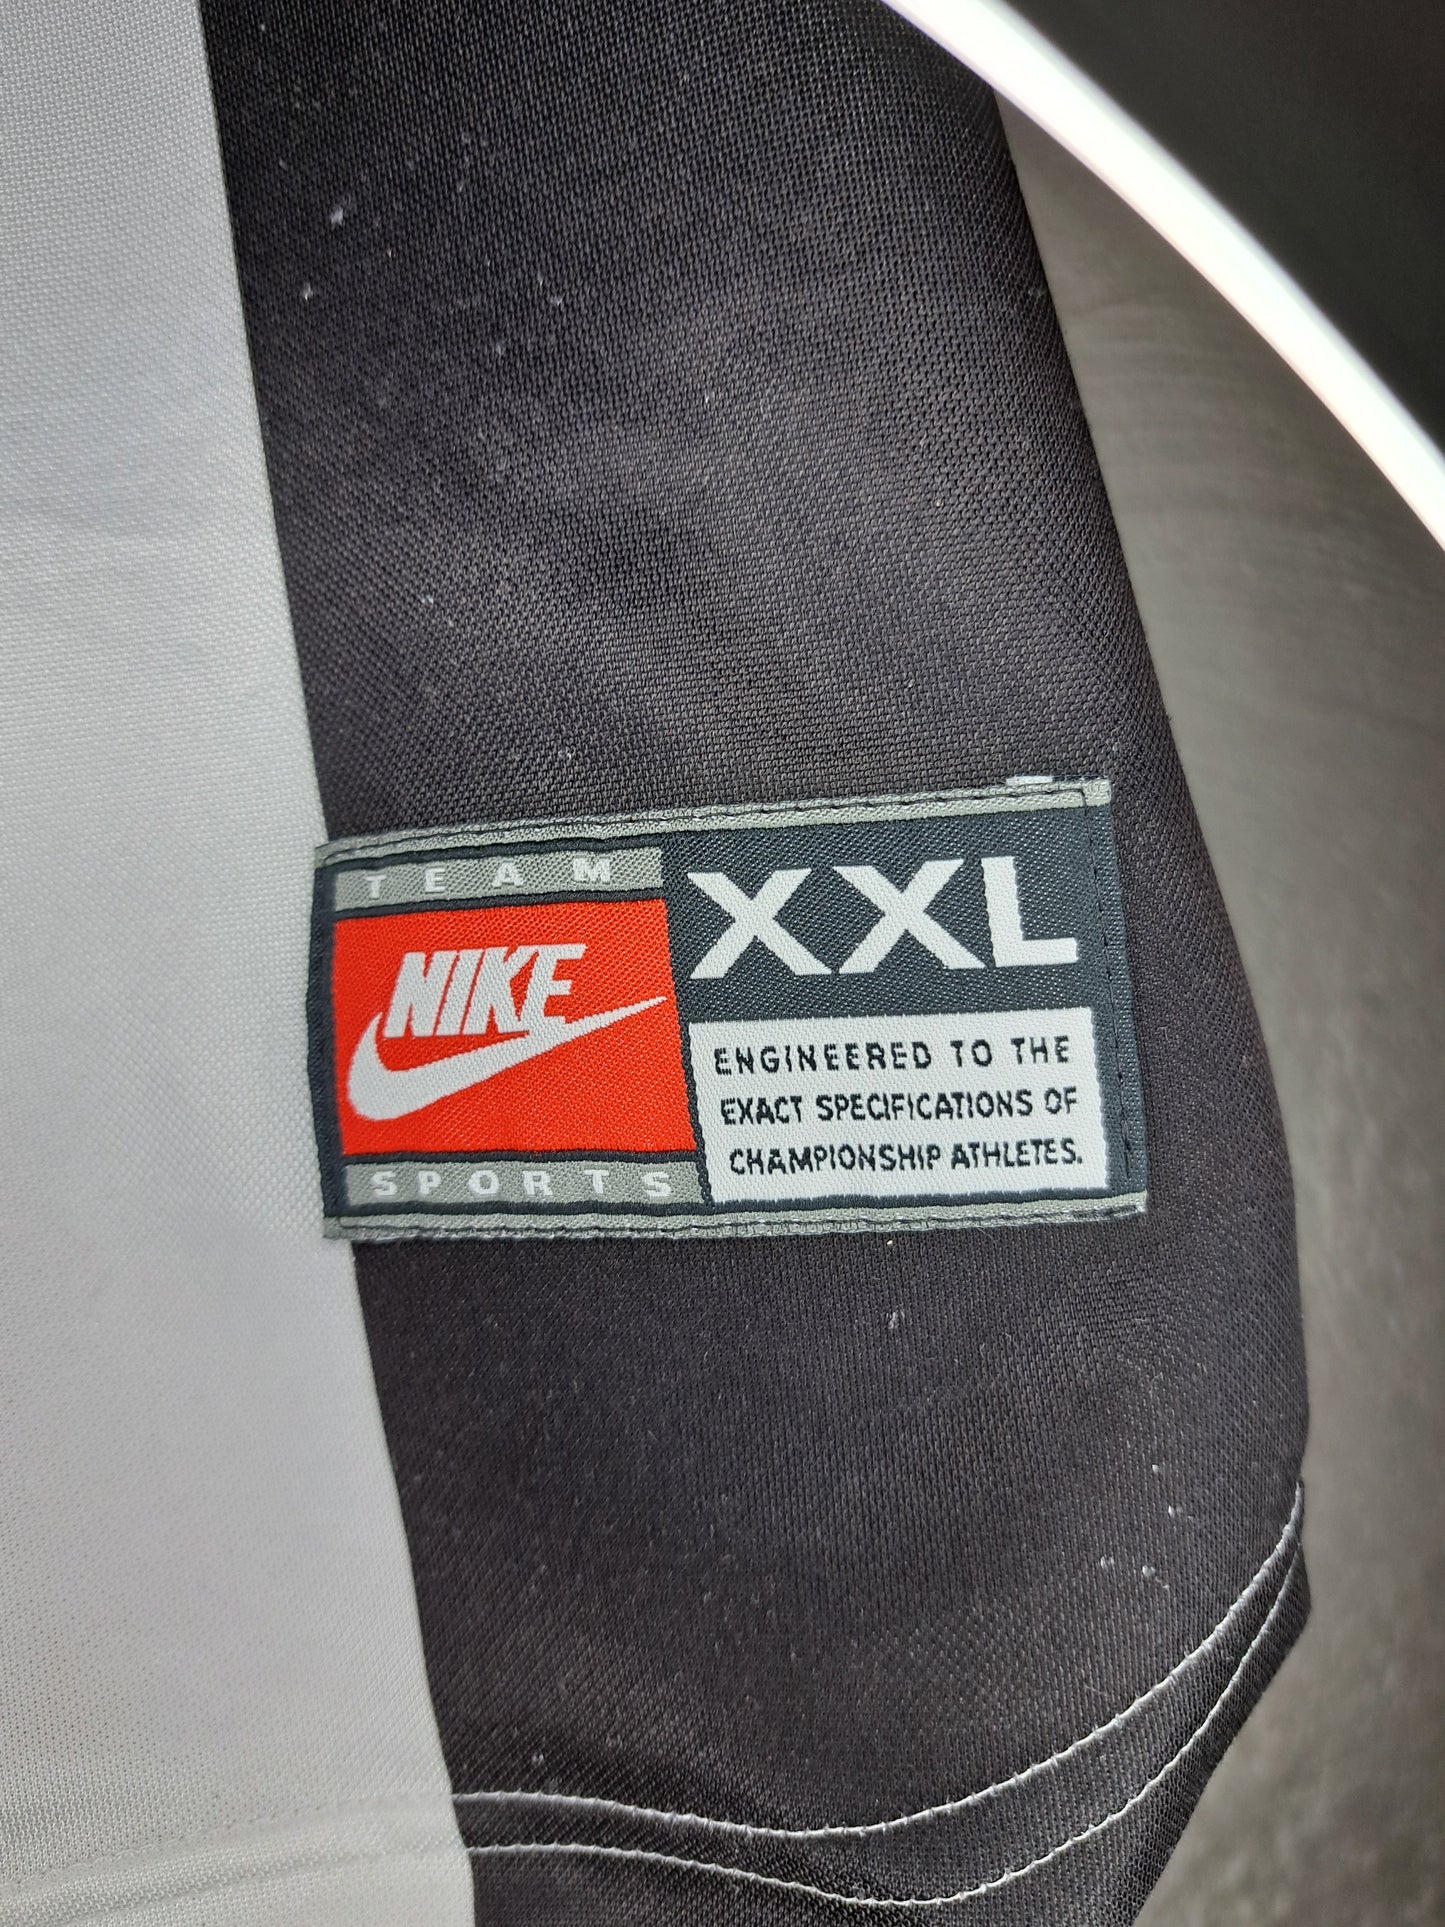 TEAM
NIKE
SPORTS
XXL
ENGINEERED TO THE
EXACT SPECIFICATIONS OF
CHAMPIONSHIP ATHLETES.